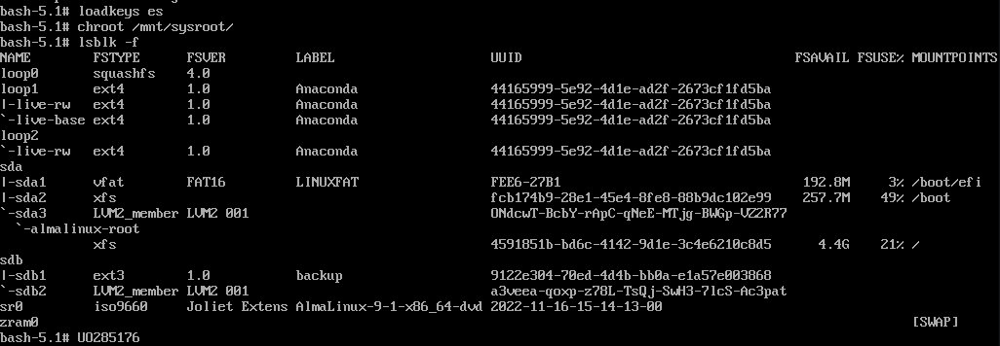 bash-5.1# loadkeys es
bash-5.1# chroot /mnt/sysroot/
bash-5.1# lsblk -f
NAME        FSTYPE      FSVER         LABEL                    UUID                                   FSAVAIL FSUSE% MOUNTPOINTS
loop0       squashfs    4.0
loop1       ext4        1.0           Anaconda                 44165999-5e92-4d1e-ad2f-2673cf1fd5ba
|-live-rw   ext4        1.0           Anaconda                 44165999-5e92-4d1e-ad2f-2673cf1fd5ba
`-live-base ext4        1.0           Anaconda                 44165999-5e92-4d1e-ad2f-2673cf1fd5ba
loop2
`-live-rw   ext4        1.0           Anaconda                 44165999-5e92-4d1e-ad2f-2673cf1fd5ba
sda
|-sda1      vfat        FAT16         LINUXFAT                 FEE6-27B1                               192.8M     3% /boot/efi
|-sda2      xfs                                                fcb174b9-28e1-45e4-8fe8-88b9dc102e99    257.7M    49% /boot
`-sda3      LVM2_member LVM2 001                               ONdcwT-BcbY-rApC-qNeE-MTjg-BWGp-VZ2R77
  `-almalinux-root
            xfs                                                4591851b-bd6c-4142-9d1e-3c4e6210c8d5      4.4G    21% /
sdb
|-sdb1      ext3        1.0           backup                   9122e304-70ed-4d4b-bb0a-e1a57e003868
`-sdb2      LVM2_member LVM2 001                               a3veea-qoxp-z78L-TsQj-SwH3-7lcS-Ac3pat
sr0         iso9660     Joliet Extens AlmaLinux-9-1-x86_64-dvd 2022-11-16-15-14-13-00
zram0                                                                                                                [SWAP]
bash-5.1# UO285176